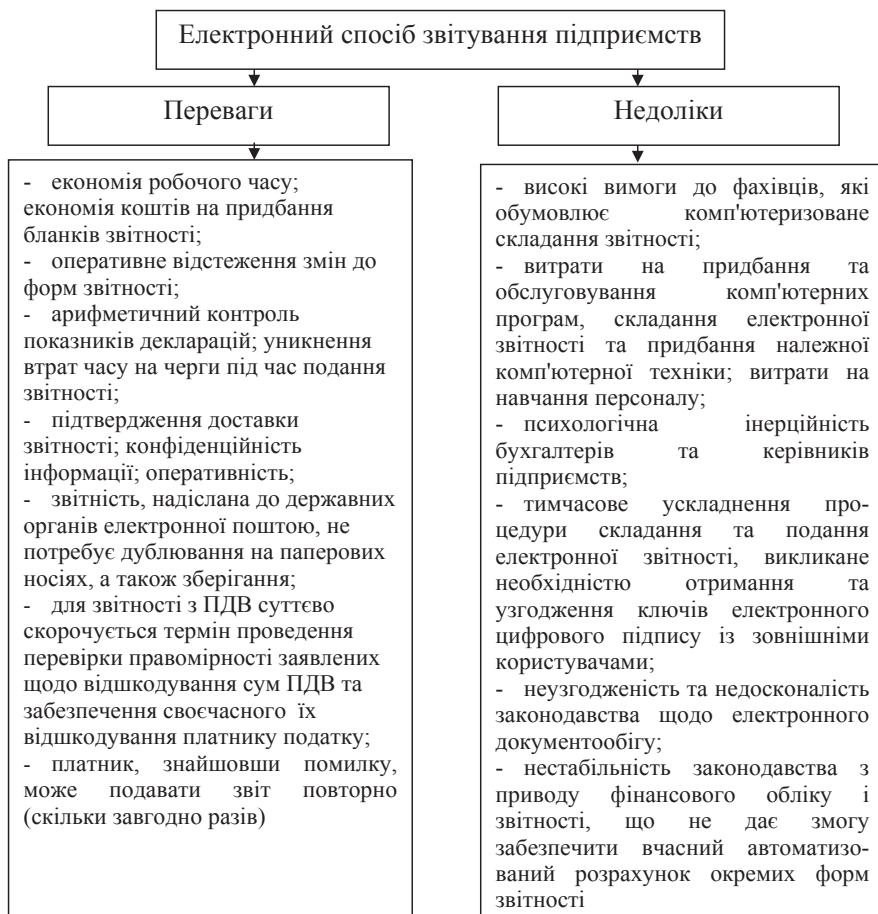 Електронний спосіб звітування підприємств
Переваги
Недоліки
- економія робочого часу;
економія коштів на придбання
бланків звітності;
- оперативне відстеження змін до
форм звітності;
- арифметичний контроль
показників декларацій; уникнення
втрат часу на черги під час подання
звітності;
- підтвердження доставки
звітності; конфіденційність
інформації; оперативність;
- звітність, надіслана до державних
органів електронної поштою, не
потребує дублювання на паперових
носіях, а також зберігання;
- для звітності з ПДВ суттєво
скорочується термін проведення
перевірки правомірності заявлених
щодо відшкодування сум ПДВ та
забезпечення своєчасного їх
відшкодування платнику податку;
- платник, знайшовши помилку,
може подавати звіт повторно
(скільки завгодно разів)
- високі вимоги до фахівців, які
обумовлює комп'ютеризоване
складання звітності;
- витрати на придбання та
обслуговування комп'ютерних
програм, складання електронної
звітності та придбання належної
комп'ютерної техніки; витрати на
навчання персоналу;
- психологічна інерційність
бухгалтерів та керівників
підприємств;
- тимчасове ускладнення про-
цедури складання та подання
електронної звітності, викликане
необхідністю отримання та
узгодження ключів електронного
цифрового підпису із зовнішніми
користувачами;
- неузгодженість та недосконалість
законодавства щодо електронного
документообігу;
- нестабільність законодавства з
приводу фінансового обліку і
звітності, що не дає змогу
забезпечити вчасний автоматизо-
ваний розрахунок окремих форм
звітності